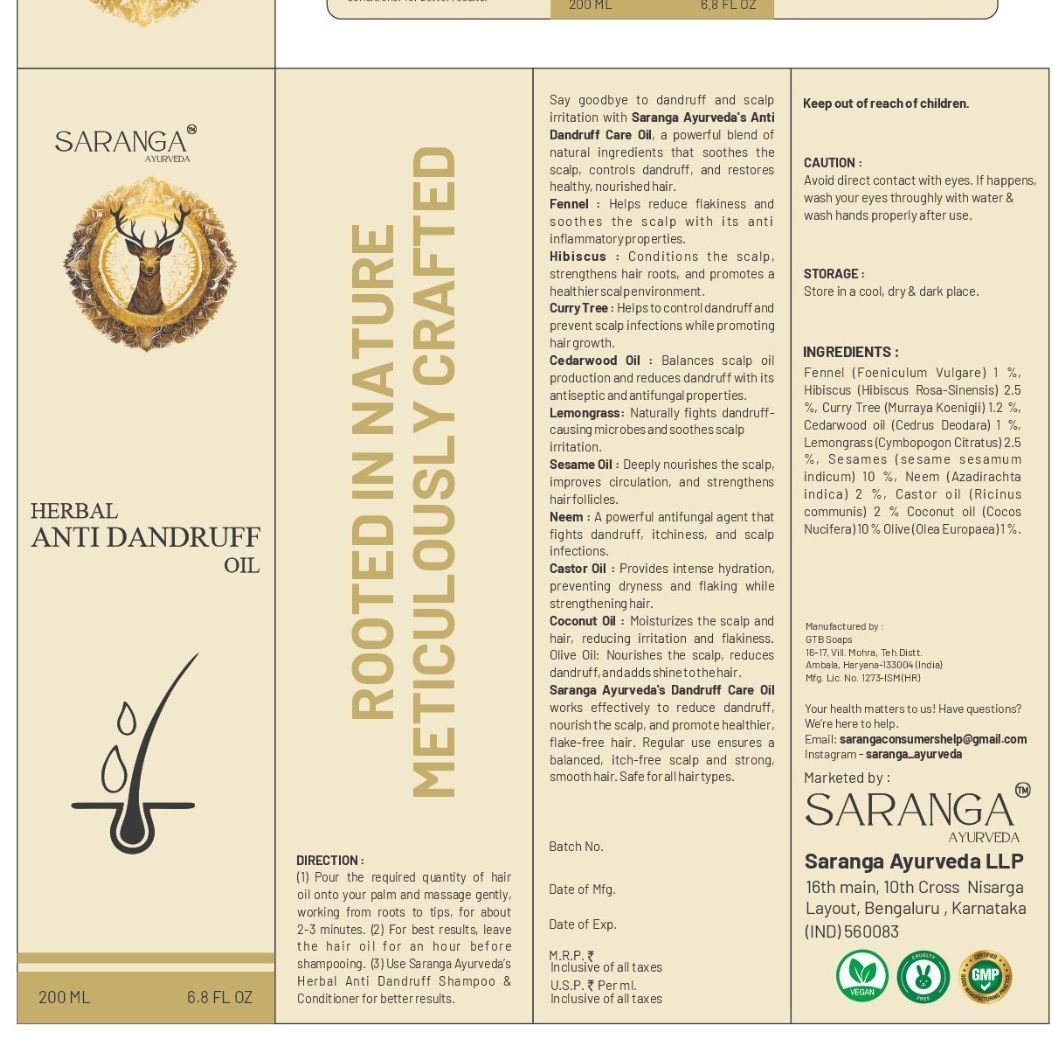 200 ML 6.8 FL OZ
SARANGA TM
AYURVEDA
HERBAL
ANTI DANDRUFF
OIL
200 ML 6.8 FL OZ
ROOTED IN NATURE
METICULOUSLY CRAFTED
DIRECTION :
(1) Pour the required quantity of hair
oil onto your palm and massage gently,
working from roots to tips, for about
2-3 minutes. (2) For best results, leave
the hair oil for an hour before
shampooing. (3) Use Saranga Ayurveda's
Herbal Anti Dandruff Shampoo &
Conditioner for better results.
Say goodbye to dandruff and scalp
irritation with Saranga Ayurveda's Anti
Dandruff Care Oil, a powerful blend of
natural ingredients that soothes the
scalp, controls dandruff, and restores
healthy, nourished hair.
Fennel : Helps reduce flakiness and
soothes the scalp with its anti
inflammatory properties.
Hibiscus : Conditions the scalp,
strengthens hair roots, and promotes a
healthier scalp environment.
Curry Tree : Helps to control dandruff and
prevent scalp infections while promoting
hair growth.
Cedarwood Oil : Balances scalp oil
production and reduces dandruff with its
antiseptic and antifungal properties.
Lemongrass: Naturally fights dandruff-
causing microbes and soothes scalp
irritation.
Sesame Oil : Deeply nourishes the scalp,
improves circulation, and strengthens
hair follicles.
Neem : A powerful antifungal agent that
fights dandruff, itchiness, and scalp
infections.
Castor Oil : Provides intense hydration,
preventing dryness and flaking while
strengthening hair.
Coconut Oil : Moisturizes the scalp and
hair, reducing irritation and flakiness.
Olive Oil: Nourishes the scalp, reduces
dandruff, and adds shine to the hair.
Saranga Ayurveda's Dandruff Care Oil
works effectively to reduce dandruff,
nourish the scalp, and promote healthier,
flake-free hair. Regular use ensures a
balanced, itch-free scalp and strong,
smooth hair. Safe for all hair types.
Batch No.
Date of Mfg.
Date of Exp.
M.R.P. ₹
Inclusive of all taxes
U.S.P. ₹ Per ml.
Inclusive of all taxes
Keep out of reach of children.
CAUTION :
Avoid direct contact with eyes. If happens,
wash your eyes throughly with water &
wash hands properly after use.
STORAGE :
Store in a cool, dry & dark place.
INGREDIENTS :
Fennel (Foeniculum Vulgare) 1 %,
Hibiscus (Hibiscus Rosa-Sinensis) 2.5
%, Curry Tree (Murraya Koenigii) 1.2 %,
Cedarwood oil (Cedrus Deodara) 1 %,
Lemongrass (Cymbopogon Citratus) 2.5
%, Sesames (sesame sesamum
indicum) 10 %, Neem (Azadirachta
indica) 2 %, Castor oil (Ricinus
communis) 2 % Coconut oil (Cocos
Nucifera) 10 % Olive (Olea Europaea) 1 %.
Manufactured by :
GTB Soaps
16-17, Vill. Mohra, Teh. Distt.
Ambala, Haryana-133004 (India)
Mfg. Lic. No. 1273-ISM (HR)
Your health matters to us! Have questions?
We're here to help.
Email: sarangaconsumershelp@gmail.com
Instagram - saranga_ayurveda
Marketed by :
SARANGA TM
AYURVEDA
Saranga Ayurveda LLP
16th main, 10th Cross Nisarga
Layout, Bengaluru , Karnataka
(IND) 560083
VEGAN
CRUELTY
FREE
CERTIFIED
GMP
GOOD MANUFACTURING PRACTICE